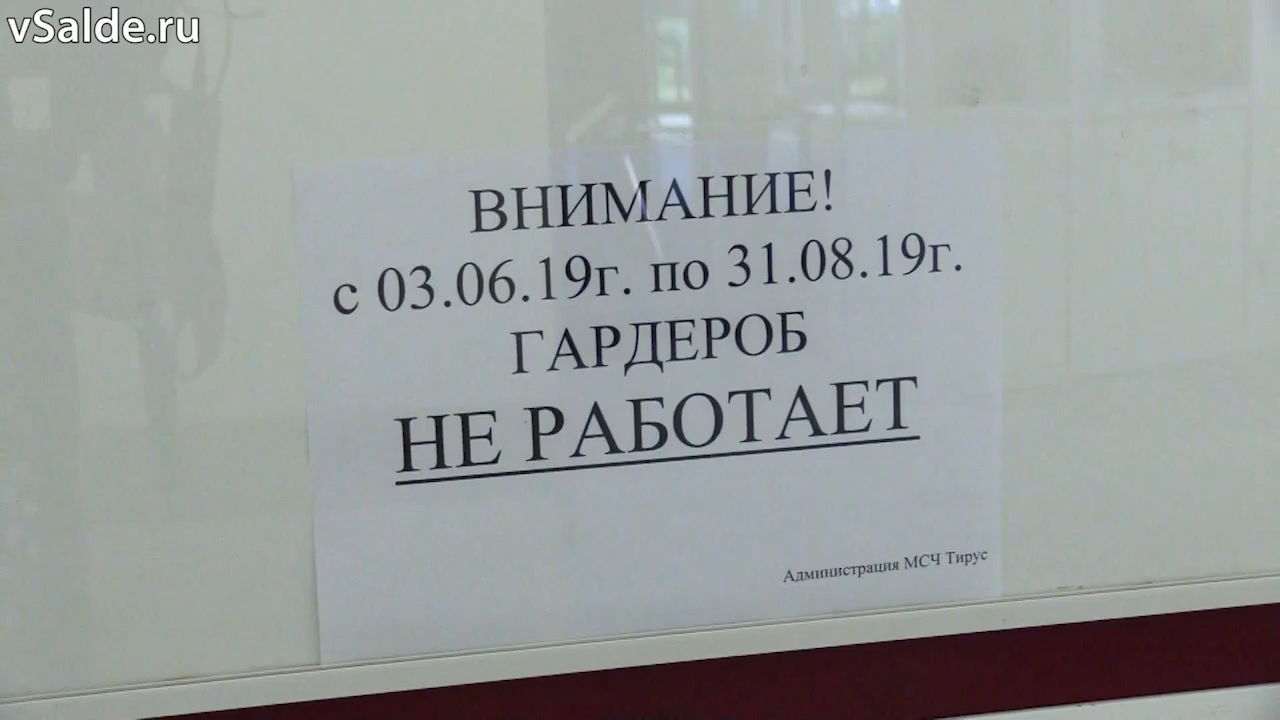 vSalde.ru
ВНИМАНИЕ!
с 03.06.19г. по 31.08.19г.
ГАРДЕРОБ
НЕ РАБОТАЕТ
Администрация МСЧ Тирус